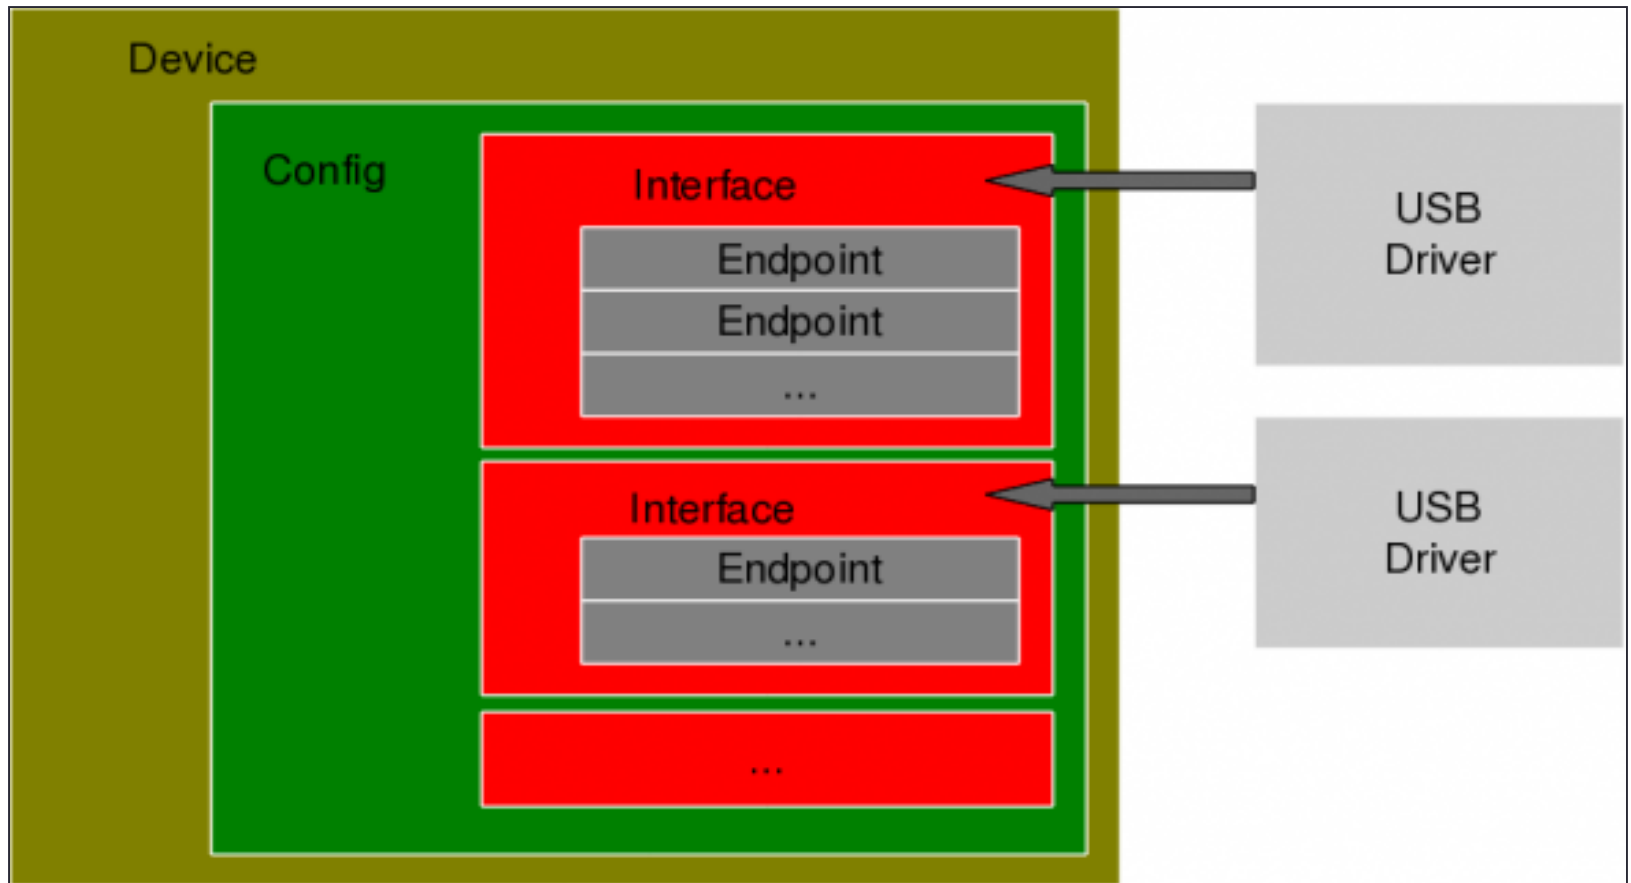 Device
Config
Interface
Endpoint
Endpoint
...
Interface
Endpoint
...
...
USB
Driver
USB
Driver